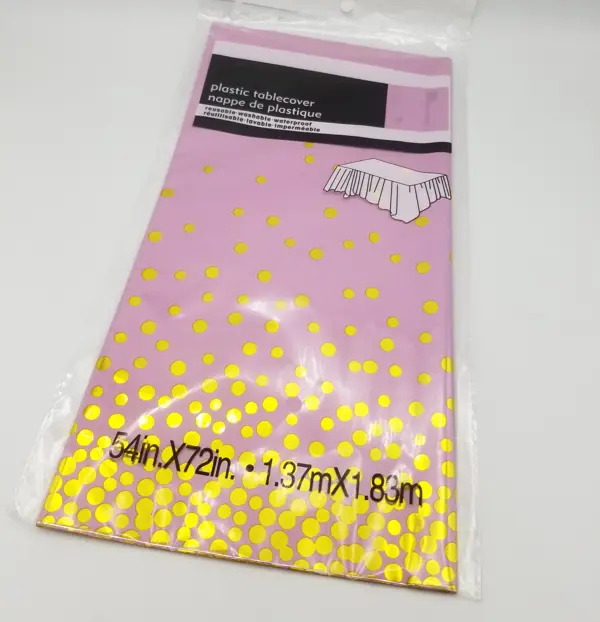 plastic tablecover
nappe de plastique
reusable·washable·waterproof
réutilisable·lavable·imperméable
54in.X72in. • 1.37mX1.83m